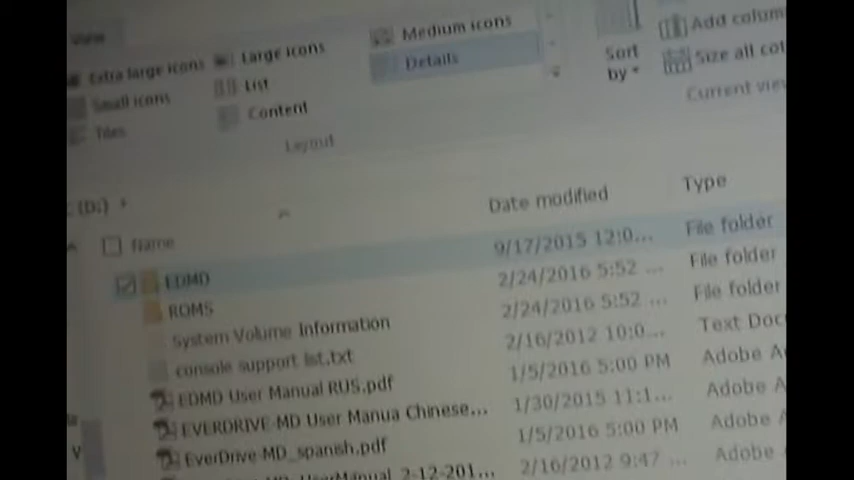 View
Extra large icons
Large icons
Medium icons
Small icons
List
Details
Tiles
Content
Layout
Sort by
Add colum
Size all col
Current view
(D:)
Name Date modified Type
EDMD 9/17/2015 12:0... File folder
ROMS 2/24/2016 5:52 ... File folder
System Volume Information 2/24/2016 5:52 ... File folder
console support list.txt 2/16/2012 10:0... Text Doc
EDMD User Manual RUS.pdf 1/5/2016 5:00 PM Adobe A
EVERDRIVE-MD User Manua Chinese... 1/30/2015 11:1... Adobe A
EverDrive-MD_spanish.pdf 1/5/2016 5:00 PM Adobe A
UserManual_2-12-201... 2/16/2012 9:47 ... Adobe A